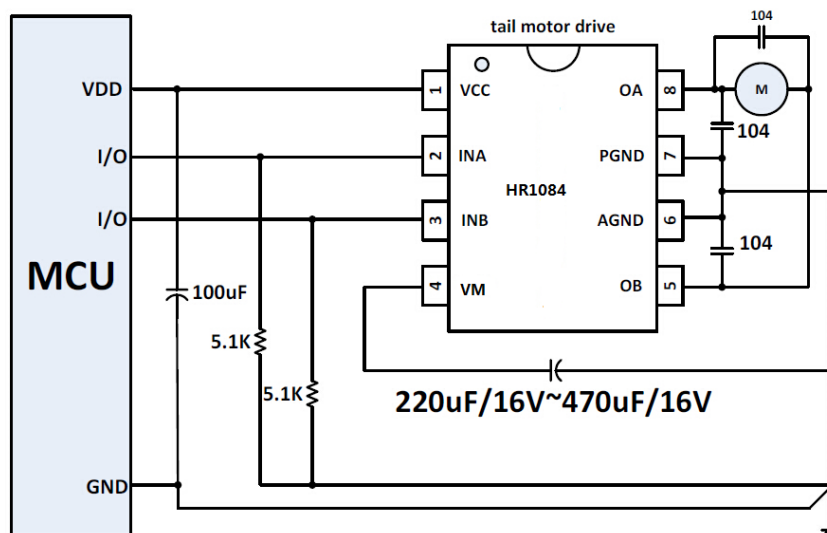 104
tail motor drive
VDD
1
VCC
OA
8
M
104
I/O
2
INA
PGND
7
HR1084
I/O
3
INB
AGND
6
104
MCU
100uF
4
VM
OB
5
5.1K
5.1K
220uF/16V~470uF/16V
GND